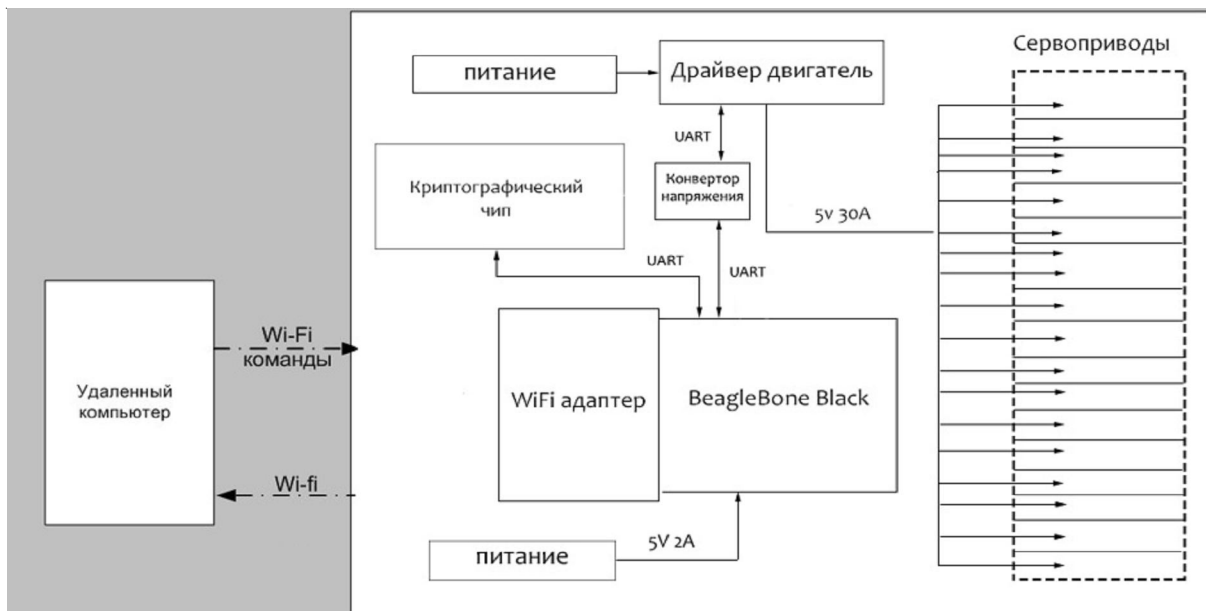 Сервоприводы
питание
Драйвер двигатель
UART
Криптографический
чип
Конвертор
напряжения
5v 30A
UART
UART
Wi-Fi
команды
Удаленный
компьютер
WiFi адаптер
BeagleBone Black
Wi-fi
5V 2A
питание